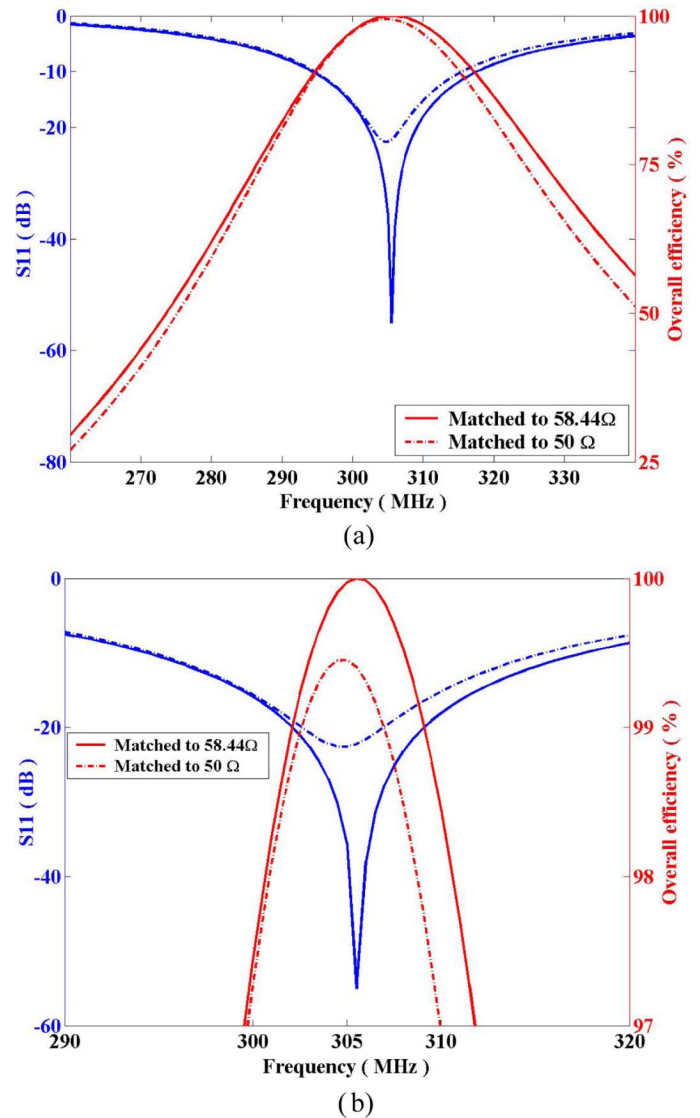 0
-10
-20
-40
-60
-80
S11 ( dB )
100
75
50
25
Overall efficiency ( % )
270 280 290 300 310 320 330
Frequency ( MHz )
Matched to 58.44Ω
Matched to 50 Ω
(a)
0
-20
-40
-60
S11 ( dB )
100
99
98
97
Overall efficiency ( % )
290 300 305 310 320
Frequency ( MHz )
Matched to 58.44Ω
Matched to 50 Ω
(b)